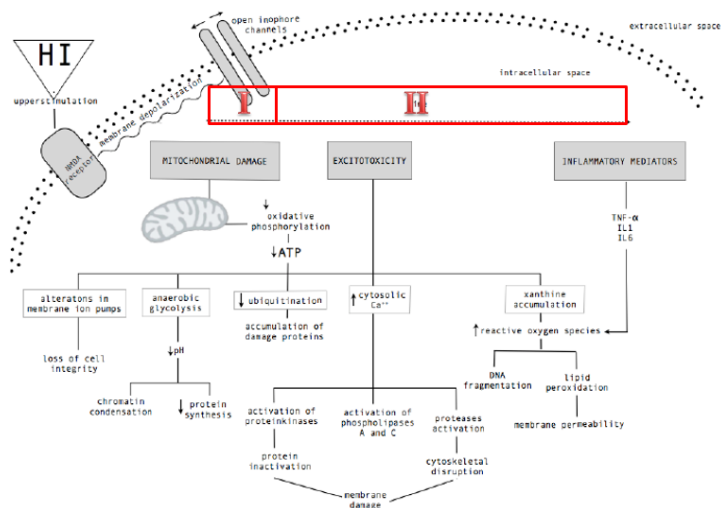 open inophore
channels
extracellular space
HI
intracellular space
upperstimulation
membrane depolarization
I
II
NMDA
receptor
MITOCHONDRIAL DAMAGE
EXCITOTOXICITY
INFLAMMATORY MEDIATORS
↓
oxidative
phosphorylation
TNF-α
IL1
IL6
↓ATP
alteratons in
membrane ion pumps
anaerobic
glycolysis
↓ ubiquitination
↑ cytosolic
Ca⁺⁺
xanthine
accumulation
accumulation of
damage proteins
↑ reactive oxygen species
loss of cell
integrity
↓pH
DNA
fragmentation
lipid
peroxidation
chromatin
condensation
↓ protein
synthesis
activation of
proteinkinases
activation of
phospholipases
A and C
proteases
activation
membrane permeability
protein
inactivation
cytoskeletal
disruption
membrane
damage